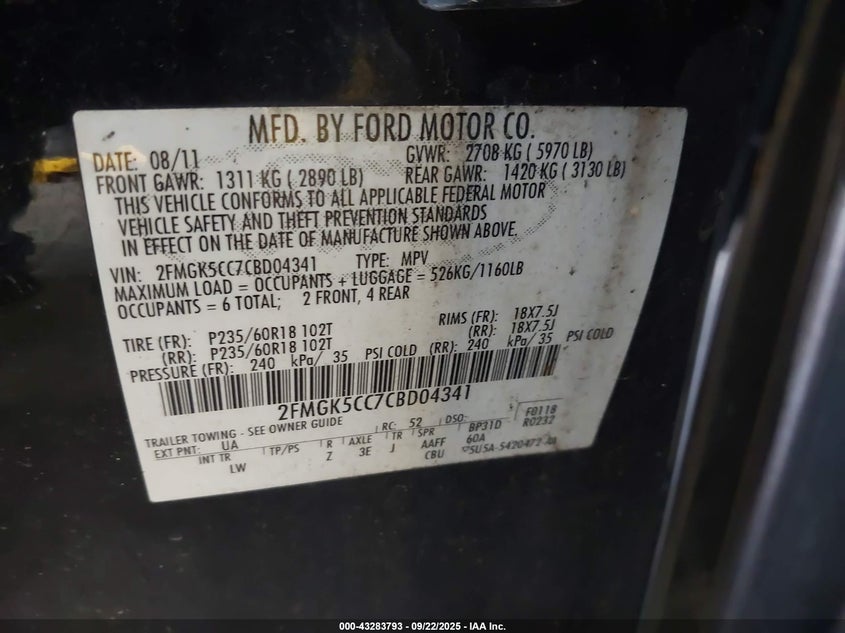 MFD. BY FORD MOTOR CO.
DATE: 08/11 GVWR: 2708 KG ( 5970 LB)
FRONT GAWR: 1311 KG ( 2890 LB) REAR GAWR: 1420 KG ( 3130 LB)
THIS VEHICLE CONFORMS TO ALL APPLICABLE FEDERAL MOTOR
VEHICLE SAFETY AND THEFT PREVENTION STANDARDS
IN EFFECT ON THE DATE OF MANUFACTURE SHOWN ABOVE.
VIN: 2FMGK5CC7CBD04341 TYPE: MPV
MAXIMUM LOAD = OCCUPANTS + LUGGAGE = 526KG/1160LB
OCCUPANTS = 6 TOTAL; 2 FRONT, 4 REAR
TIRE (FR): P235/60R18 102T RIMS (FR): 18X7.5J
(RR): P235/60R18 102T (RR): 18X7.5J
PRESSURE (FR): 240 kPa/ 35 PSI COLD (RR): 240 kPa/ 35 PSI COLD
2FMGK5CC7CBD04341
TRAILER TOWING - SEE OWNER GUIDE RC: 52 DSO: F0118
EXT PNT: UA BP31D R0232
INT TR TP/PS R AXLE TR SPR 60A
LW Z 3E J AAFF
CBU
000-43283793 - 09/22/2025 - IAA Inc.